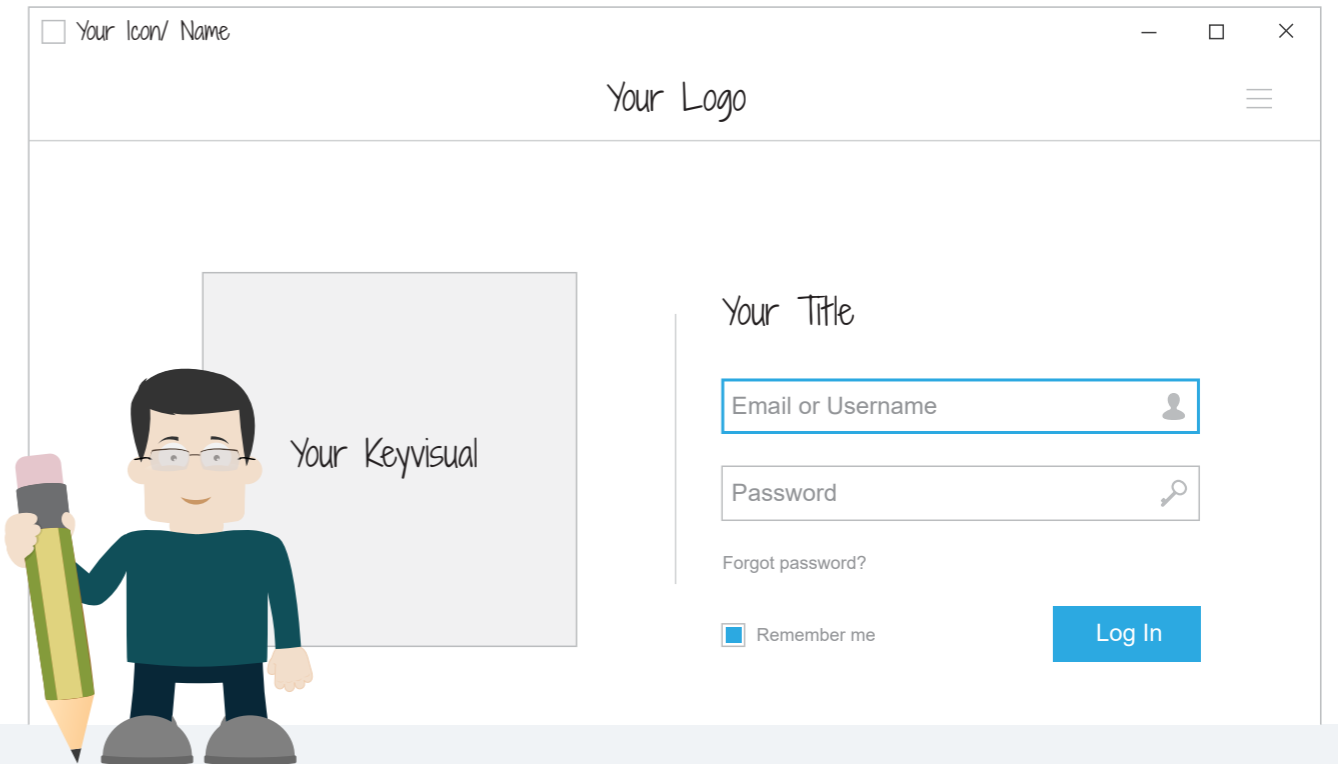 Your Icon/ Name
Your Logo
Your Keyvisual
Your Title
Email or Username
Password
Forgot password?
Remember me
Log In